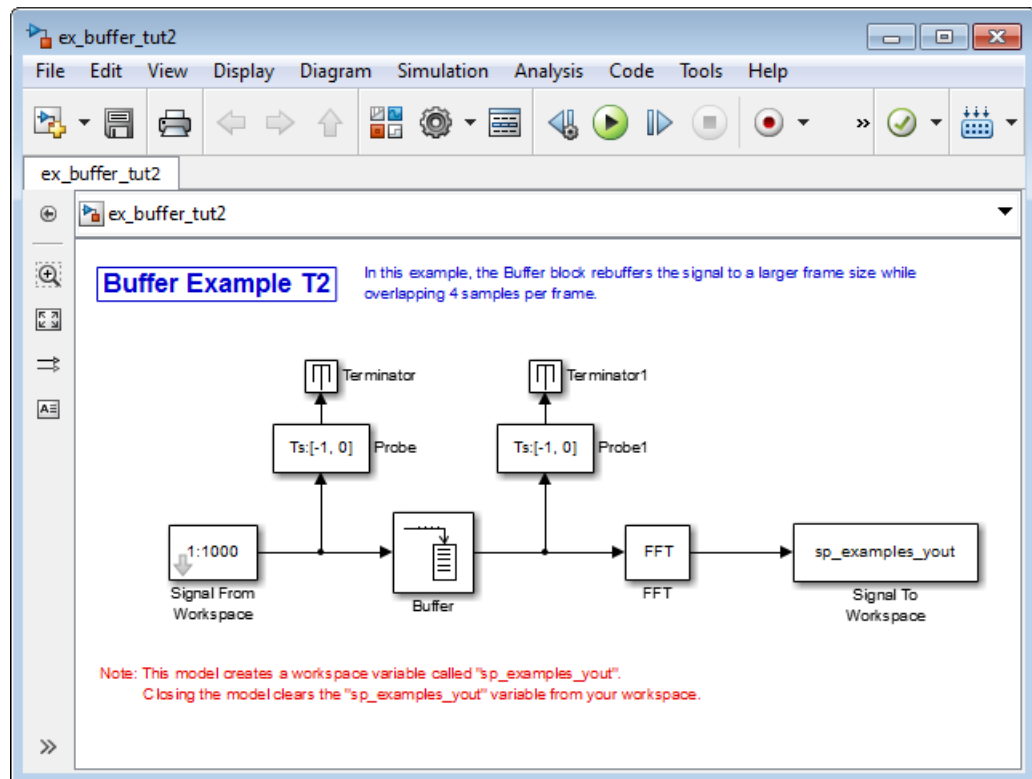 ex_buffer_tut2
File Edit View Display Diagram Simulation Analysis Code Tools Help
»
ex_buffer_tut2
ex_buffer_tut2
Buffer Example T2
In this example, the Buffer block rebuffers the signal to a larger frame size while
overlapping 4 samples per frame.
Terminator
Terminator1
Ts:[-1, 0]
Probe
Ts:[-1, 0]
Probe1
1:1000
Signal From
Workspace
Buffer
FFT
FFT
sp_examples_yout
Signal To
Workspace
Note: This model creates a workspace variable called "sp_examples_yout".
Closing the model clears the "sp_examples_yout" variable from your workspace.
A
»